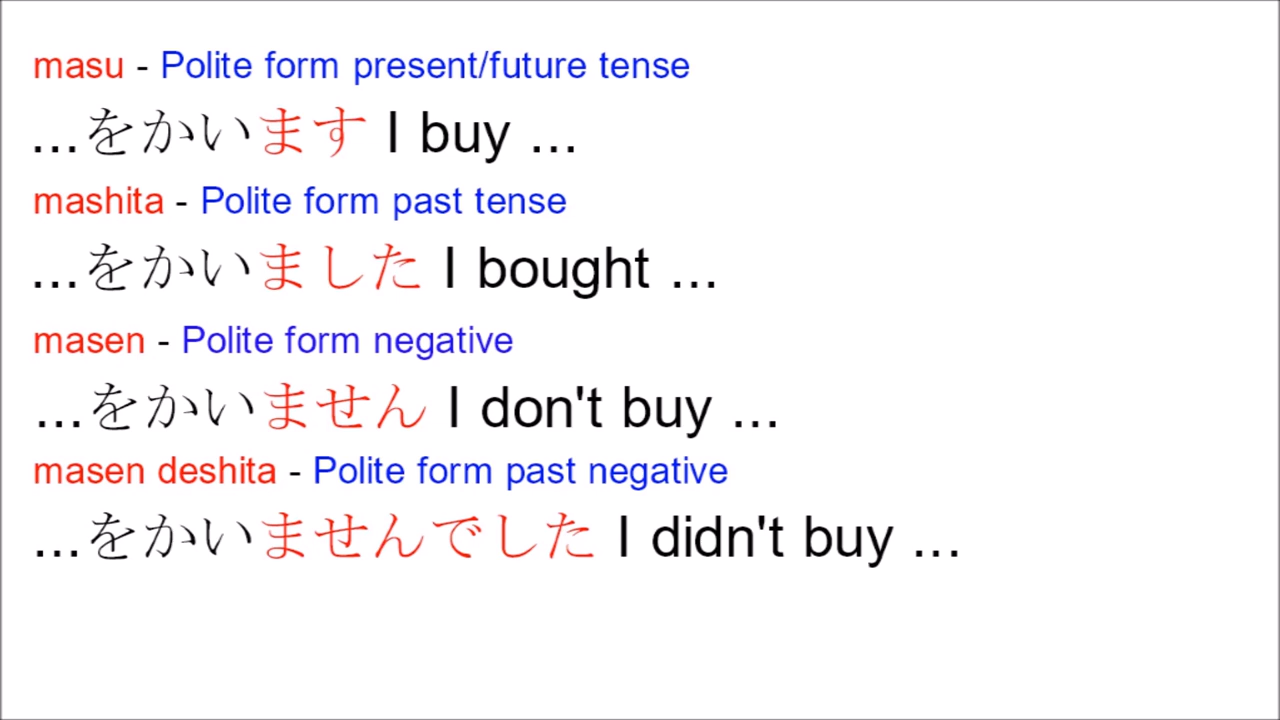 masu - Polite form present/future tense
...をかいます I buy ...
mashita - Polite form past tense
...をかいました I bought ...
masen - Polite form negative
...をかいません I don't buy ...
masen deshita - Polite form past negative
...をかいませんでした I didn't buy ...